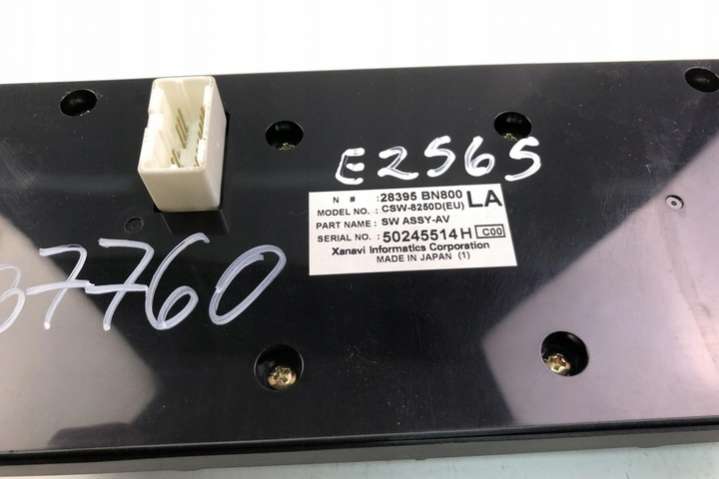 E2565
N # :28395 BN800 LA
MODEL NO. : CSW-8250D(EU)
PART NAME : SW ASSY-AV
SERIAL NO. : 50245514H C00
Xanavi Informatics Corporation
MADE IN JAPAN (1)
37760